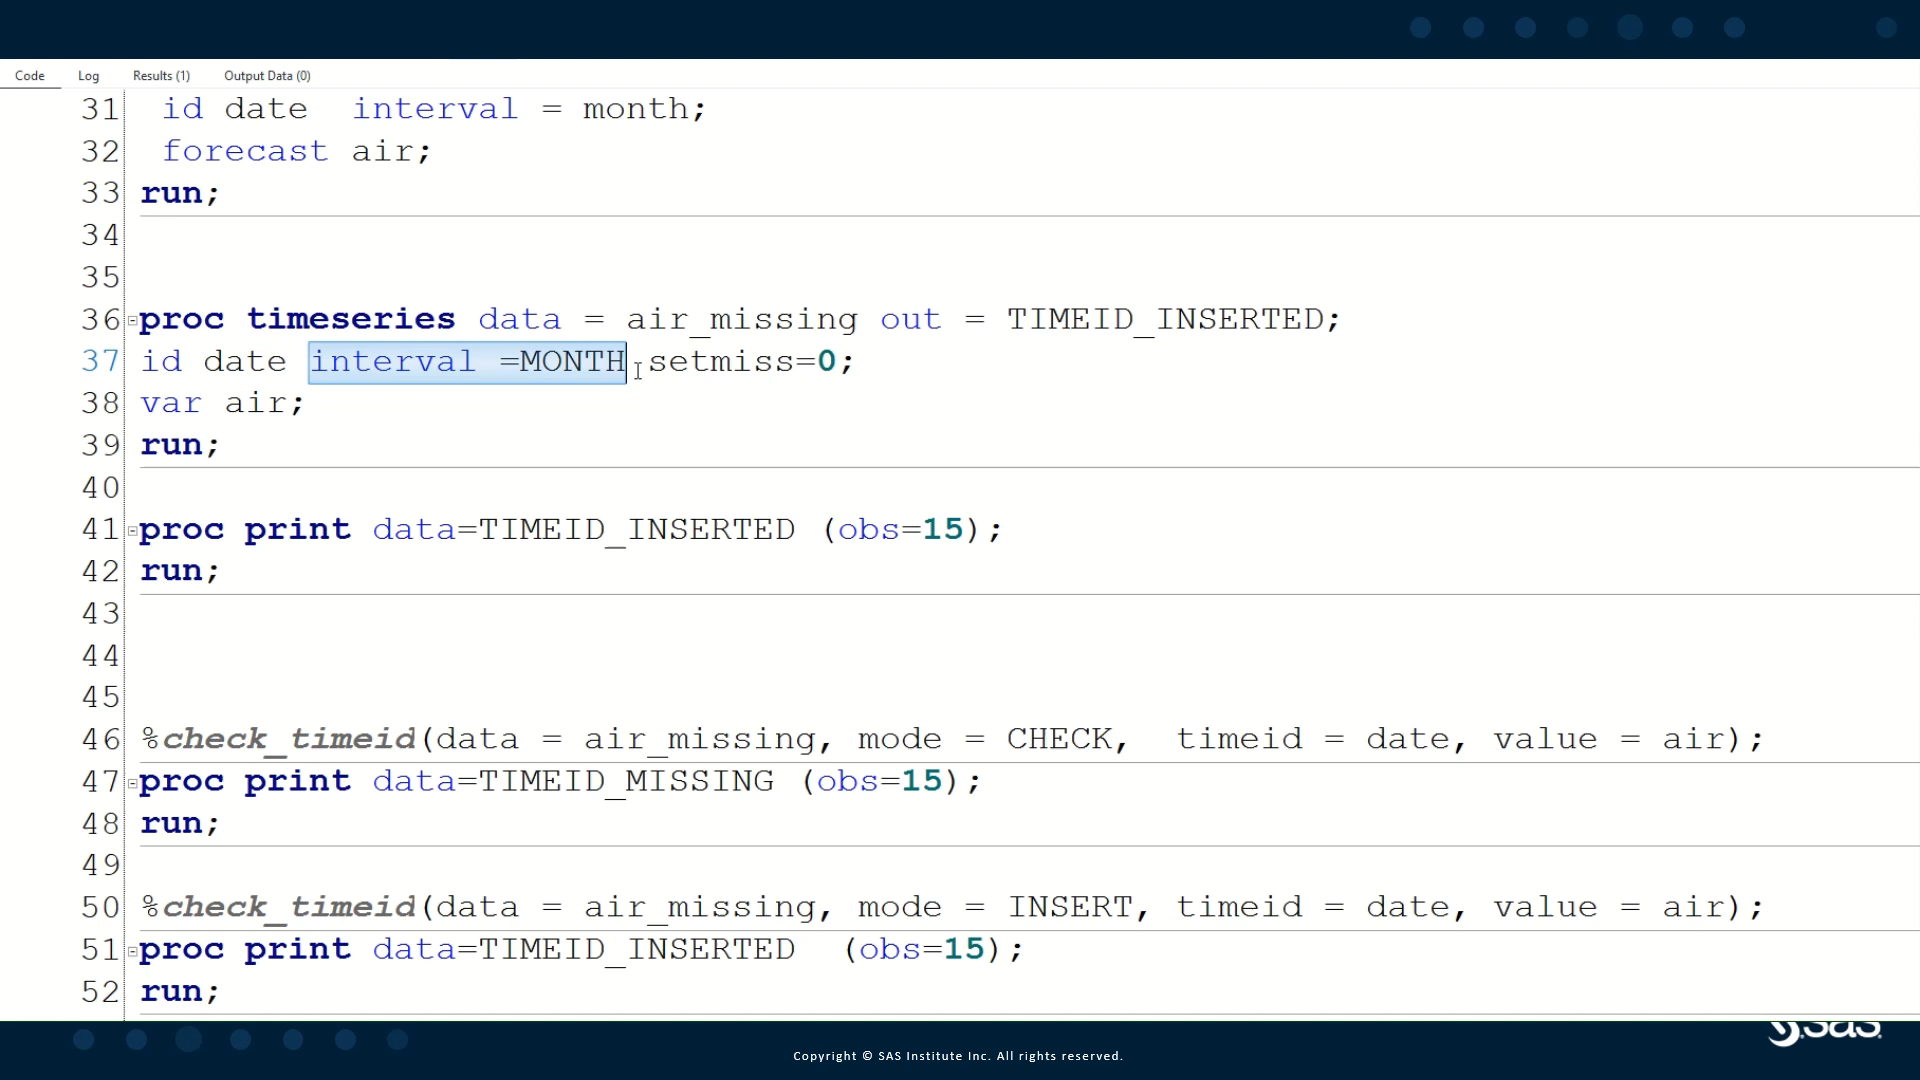 Code Log Results (1) Output Data (0)
31 id date interval = month;
32 forecast air;
33 run;
34
35
36 proc timeseries data = air_missing out = TIMEID_INSERTED;
37 id date interval =MONTH setmiss=0;
38 var air;
39 run;
40
41 proc print data=TIMEID_INSERTED (obs=15);
42 run;
43
44
45
46 %check_timeid(data = air_missing, mode = CHECK, timeid = date, value = air);
47 proc print data=TIMEID_MISSING (obs=15);
48 run;
49
50 %check_timeid(data = air_missing, mode = INSERT, timeid = date, value = air);
51 proc print data=TIMEID_INSERTED (obs=15);
52 run;
sas
Copyright © SAS Institute Inc. All rights reserved.